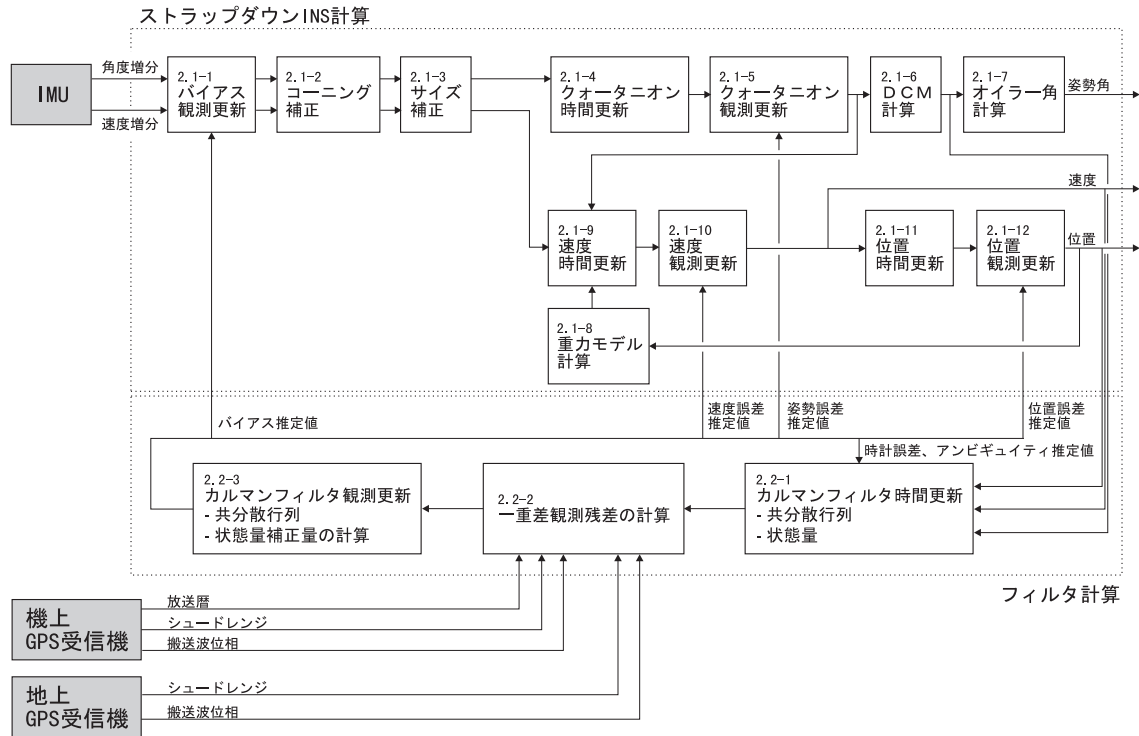 ストラップダウンINS計算
IMU
角度増分
速度増分
2.1-1
バイアス
観測更新
2.1-2
コーニング
補正
2.1-3
サイズ
補正
2.1-4
クォータニオン
時間更新
2.1-5
クォータニオン
観測更新
2.1-6
DCM
計算
2.1-7
オイラー角
計算
姿勢角
速度
2.1-9
速度
時間更新
2.1-10
速度
観測更新
2.1-11
位置
時間更新
2.1-12
位置
観測更新
位置
2.1-8
重力モデル
計算
バイアス推定値
速度誤差
推定値
姿勢誤差
推定値
位置誤差
推定値
時計誤差、アンビギュイティ推定値
2.2-3
カルマンフィルタ観測更新
- 共分散行列
- 状態量補正量の計算
2.2-2
一重差観測残差の計算
2.2-1
カルマンフィルタ時間更新
- 共分散行列
- 状態量
フィルタ計算
機上
GPS受信機
放送暦
シュードレンジ
搬送波位相
地上
GPS受信機
シュードレンジ
搬送波位相